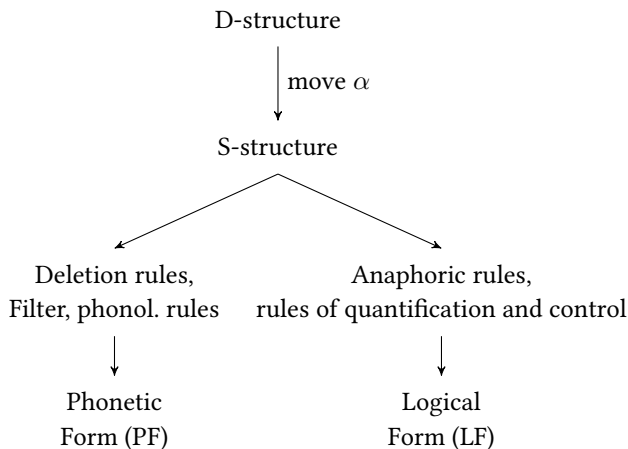 D-structure
move α
S-structure
Deletion rules,
Filter, phonol. rules
Anaphoric rules,
rules of quantification and control
Phonetic
Form (PF)
Logical
Form (LF)